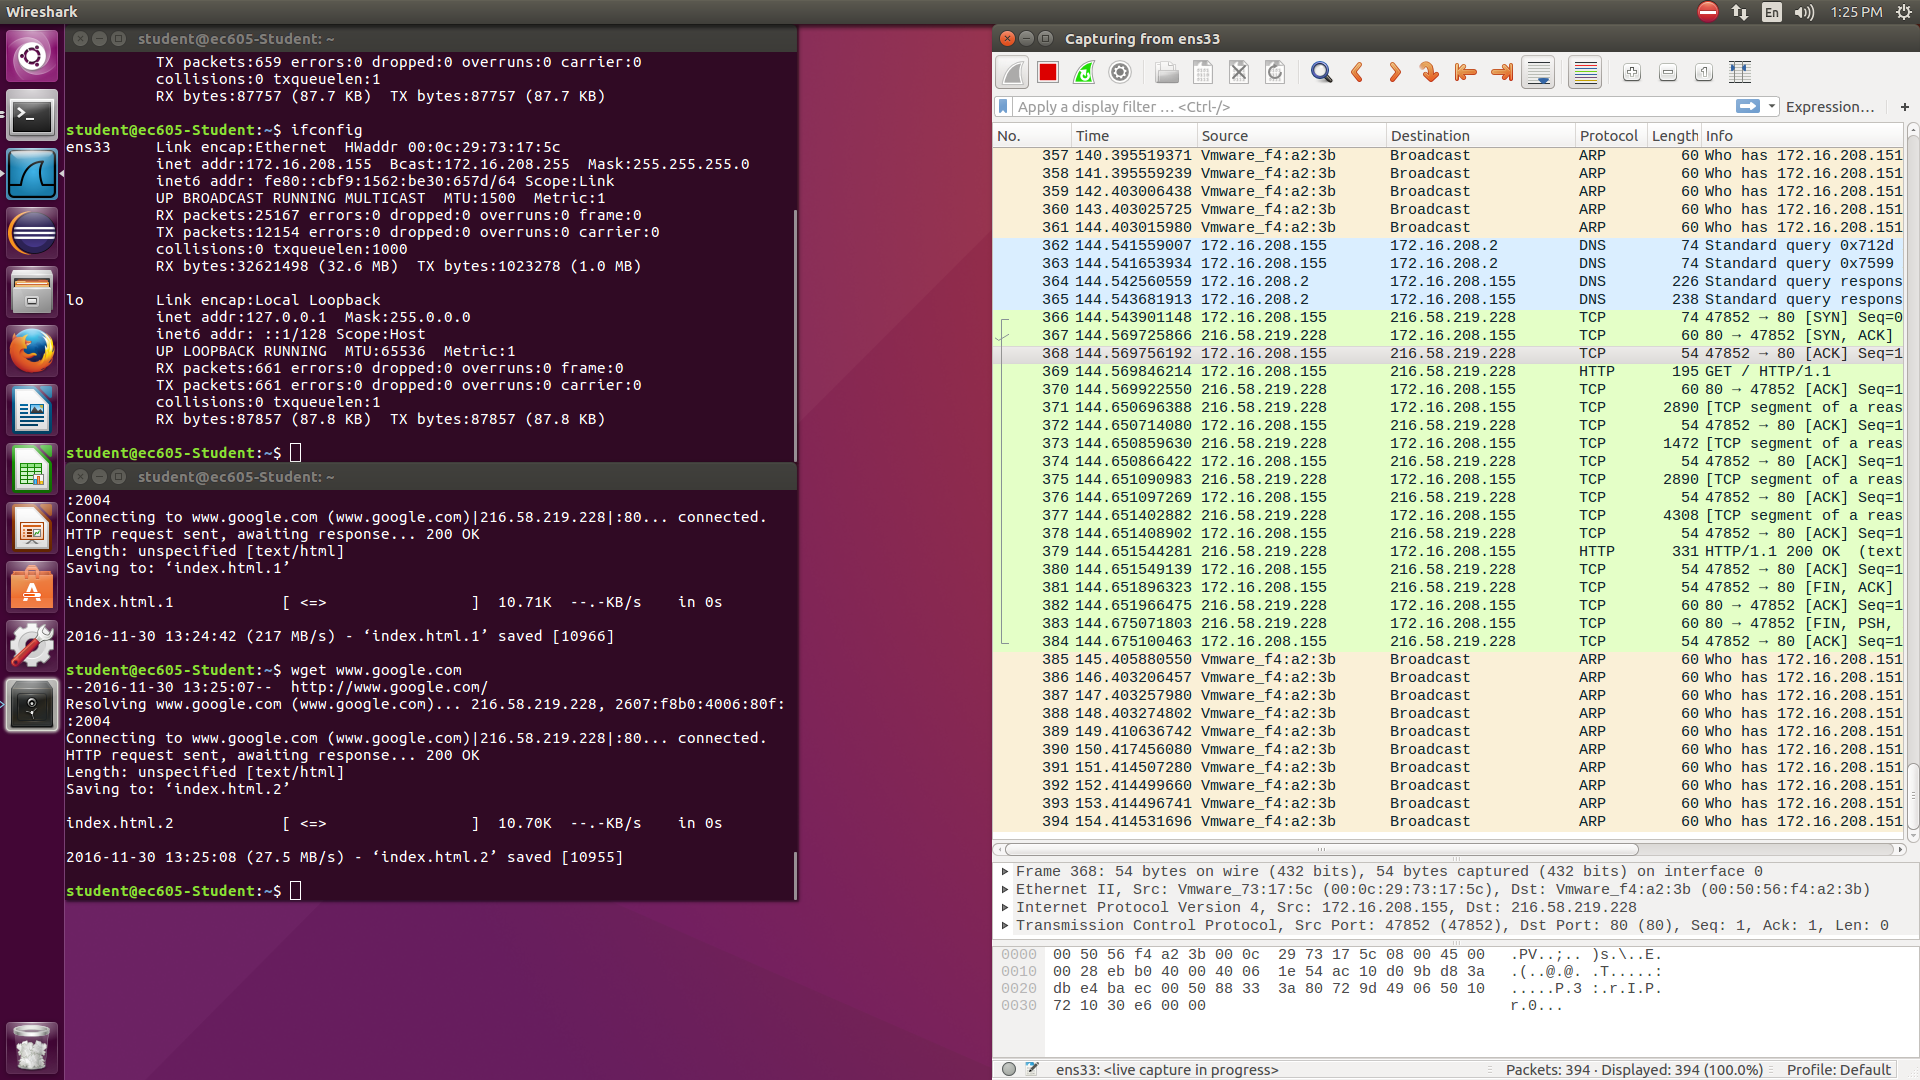 Wireshark
En
1:25 PM
student@ec605-Student: ~
TX packets:659 errors:0 dropped:0 overruns:0 carrier:0
collisions:0 txqueuelen:1
RX bytes:87757 (87.7 KB)  TX bytes:87757 (87.7 KB)
student@ec605-Student:~$ ifconfig
ens33     Link encap:Ethernet  HWaddr 00:0c:29:73:17:5c
inet addr:172.16.208.155  Bcast:172.16.208.255  Mask:255.255.255.0
inet6 addr: fe80::cbf9:1562:be30:657d/64 Scope:Link
UP BROADCAST RUNNING MULTICAST  MTU:1500  Metric:1
RX packets:25167 errors:0 dropped:0 overruns:0 frame:0
TX packets:12154 errors:0 dropped:0 overruns:0 carrier:0
collisions:0 txqueuelen:1000
RX bytes:32621498 (32.6 MB)  TX bytes:1023278 (1.0 MB)
lo        Link encap:Local Loopback
inet addr:127.0.0.1  Mask:255.0.0.0
inet6 addr: ::1/128 Scope:Host
UP LOOPBACK RUNNING  MTU:65536  Metric:1
RX packets:661 errors:0 dropped:0 overruns:0 frame:0
TX packets:661 errors:0 dropped:0 overruns:0 carrier:0
collisions:0 txqueuelen:1
RX bytes:87857 (87.8 KB)  TX bytes:87857 (87.8 KB)
student@ec605-Student:~$
student@ec605-Student: ~
:2004
Connecting to www.google.com (www.google.com)|216.58.219.228|:80... connected.
HTTP request sent, awaiting response... 200 OK
Length: unspecified [text/html]
Saving to: ‘index.html.1’
index.html.1            [ <=>                ]  10.71K  --.-KB/s    in 0s
2016-11-30 13:24:42 (217 MB/s) - ‘index.html.1’ saved [10966]
student@ec605-Student:~$ wget www.google.com
--2016-11-30 13:25:07--  http://www.google.com/
Resolving www.google.com (www.google.com)... 216.58.219.228, 2607:f8b0:4006:80f:
:2004
Connecting to www.google.com (www.google.com)|216.58.219.228|:80... connected.
HTTP request sent, awaiting response... 200 OK
Length: unspecified [text/html]
Saving to: ‘index.html.2’
index.html.2            [ <=>                ]  10.70K  --.-KB/s    in 0s
2016-11-30 13:25:08 (27.5 MB/s) - ‘index.html.2’ saved [10955]
student@ec605-Student:~$
Capturing from ens33
Apply a display filter … <Ctrl-/>
Expression…
+
No. Time Source Destination Protocol Length Info
357 140.395519371 Vmware_f4:a2:3b Broadcast ARP 60 Who has 172.16.208.151
358 141.395559239 Vmware_f4:a2:3b Broadcast ARP 60 Who has 172.16.208.151
359 142.403006438 Vmware_f4:a2:3b Broadcast ARP 60 Who has 172.16.208.151
360 143.403025725 Vmware_f4:a2:3b Broadcast ARP 60 Who has 172.16.208.151
361 144.403015980 Vmware_f4:a2:3b Broadcast ARP 60 Who has 172.16.208.151
362 144.541559007 172.16.208.155 172.16.208.2 DNS 74 Standard query 0x712d
363 144.541653934 172.16.208.155 172.16.208.2 DNS 74 Standard query 0x7599
364 144.542560559 172.16.208.2 172.16.208.155 DNS 226 Standard query respons
365 144.543681913 172.16.208.2 172.16.208.155 DNS 238 Standard query respons
366 144.543901148 172.16.208.155 216.58.219.228 TCP 74 47852 → 80 [SYN] Seq=0
367 144.569725866 216.58.219.228 172.16.208.155 TCP 60 80 → 47852 [SYN, ACK]
368 144.569756192 172.16.208.155 216.58.219.228 TCP 54 47852 → 80 [ACK] Seq=1
369 144.569846214 172.16.208.155 216.58.219.228 HTTP 195 GET / HTTP/1.1
370 144.569922550 216.58.219.228 172.16.208.155 TCP 60 80 → 47852 [ACK] Seq=1
371 144.650696388 216.58.219.228 172.16.208.155 TCP 2890 [TCP segment of a reas
372 144.650714080 172.16.208.155 216.58.219.228 TCP 54 47852 → 80 [ACK] Seq=1
373 144.650859630 216.58.219.228 172.16.208.155 TCP 1472 [TCP segment of a reas
374 144.650866422 172.16.208.155 216.58.219.228 TCP 54 47852 → 80 [ACK] Seq=1
375 144.651090983 216.58.219.228 172.16.208.155 TCP 2890 [TCP segment of a reas
376 144.651097269 172.16.208.155 216.58.219.228 TCP 54 47852 → 80 [ACK] Seq=1
377 144.651402882 216.58.219.228 172.16.208.155 TCP 4308 [TCP segment of a reas
378 144.651408902 172.16.208.155 216.58.219.228 TCP 54 47852 → 80 [ACK] Seq=1
379 144.651544281 216.58.219.228 172.16.208.155 HTTP 331 HTTP/1.1 200 OK  (text
380 144.651549139 172.16.208.155 216.58.219.228 TCP 54 47852 → 80 [ACK] Seq=1
381 144.651896323 172.16.208.155 216.58.219.228 TCP 54 47852 → 80 [FIN, ACK]
382 144.651966475 216.58.219.228 172.16.208.155 TCP 60 80 → 47852 [ACK] Seq=1
383 144.675071803 216.58.219.228 172.16.208.155 TCP 60 80 → 47852 [FIN, PSH,
384 144.675100463 172.16.208.155 216.58.219.228 TCP 54 47852 → 80 [ACK] Seq=1
385 145.405880550 Vmware_f4:a2:3b Broadcast ARP 60 Who has 172.16.208.151
386 146.403206457 Vmware_f4:a2:3b Broadcast ARP 60 Who has 172.16.208.151
387 147.403257980 Vmware_f4:a2:3b Broadcast ARP 60 Who has 172.16.208.151
388 148.403274802 Vmware_f4:a2:3b Broadcast ARP 60 Who has 172.16.208.151
389 149.410636742 Vmware_f4:a2:3b Broadcast ARP 60 Who has 172.16.208.151
390 150.417456080 Vmware_f4:a2:3b Broadcast ARP 60 Who has 172.16.208.151
391 151.414507280 Vmware_f4:a2:3b Broadcast ARP 60 Who has 172.16.208.151
392 152.414499660 Vmware_f4:a2:3b Broadcast ARP 60 Who has 172.16.208.151
393 153.414496741 Vmware_f4:a2:3b Broadcast ARP 60 Who has 172.16.208.151
394 154.414531696 Vmware_f4:a2:3b Broadcast ARP 60 Who has 172.16.208.151
Frame 368: 54 bytes on wire (432 bits), 54 bytes captured (432 bits) on interface 0
Ethernet II, Src: Vmware_73:17:5c (00:0c:29:73:17:5c), Dst: Vmware_f4:a2:3b (00:50:56:f4:a2:3b)
Internet Protocol Version 4, Src: 172.16.208.155, Dst: 216.58.219.228
Transmission Control Protocol, Src Port: 47852 (47852), Dst Port: 80 (80), Seq: 1, Ack: 1, Len: 0
0000  00 50 56 f4 a2 3b 00 0c  29 73 17 5c 08 00 45 00   .PV..;.. )s.\..E.
0010  00 28 eb b0 40 00 40 06  1e 54 ac 10 d0 9b d8 3a   .(..@.@. .T.....:
0020  db e4 ba ec 00 50 88 33  3a 80 72 9d 49 06 50 10   .....P.3 :.r.I.P.
0030  72 10 30 e6 00 00   r.0...
ens33: <live capture in progress>
Packets: 394 · Displayed: 394 (100.0%)
Profile: Default